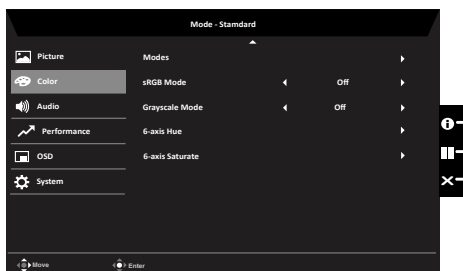 Mode - Stamdard
Picture
Modes
Color
sRGB Mode Off
Audio
Grayscale Mode Off
Performance
6-axis Hue
OSD
6-axis Saturate
System
Move Enter